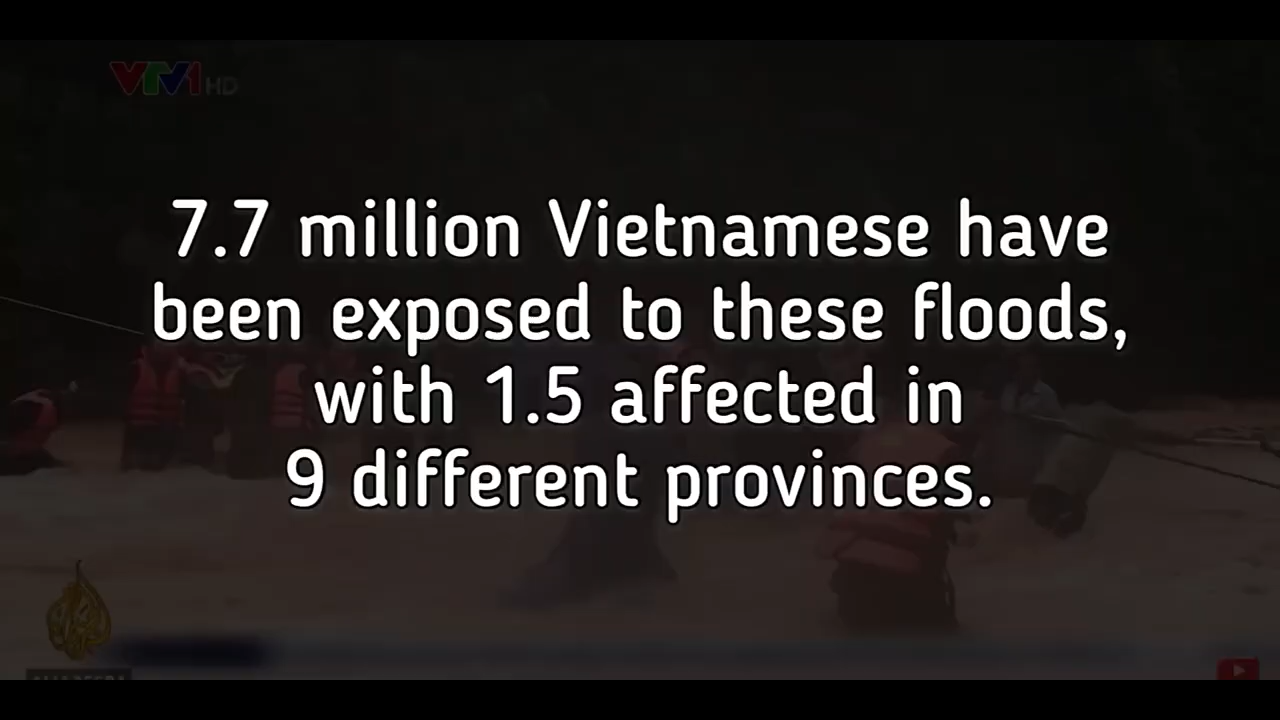 VTV1 HD
7.7 million Vietnamese have
been exposed to these floods,
with 1.5 affected in
9 different provinces.